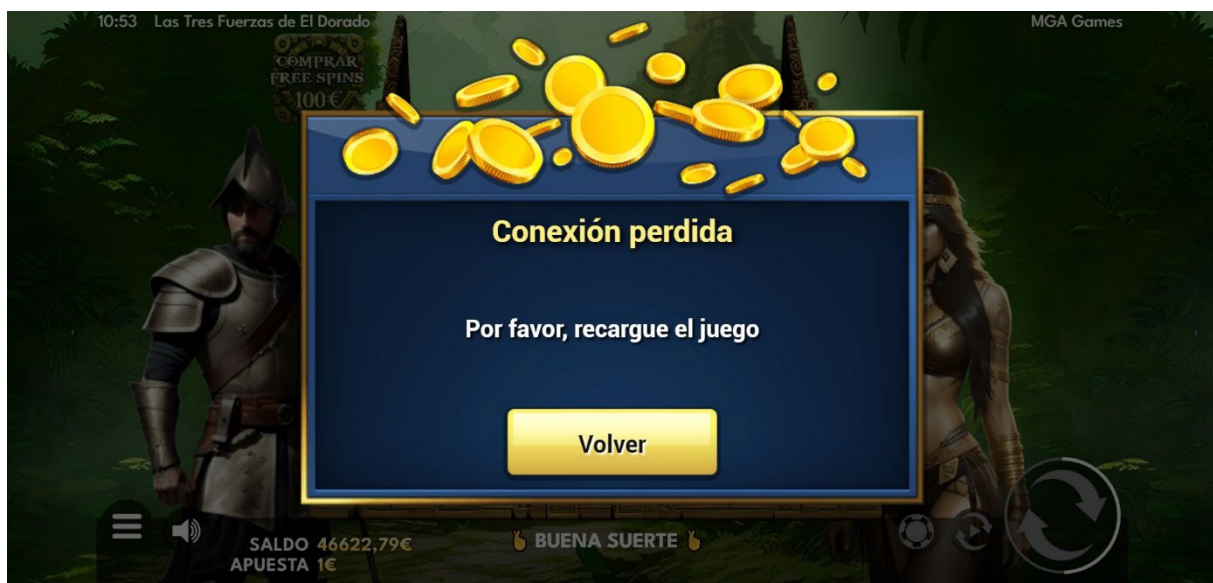 10:53 Las Tres Fuerzas de El Dorado
MGA Games
COMPRAR
FREE SPINS
100€
Conexión perdida
Por favor, recargue el juego
Volver
SALDO 46622,79€
APUESTA 1€
BUENA SUERTE